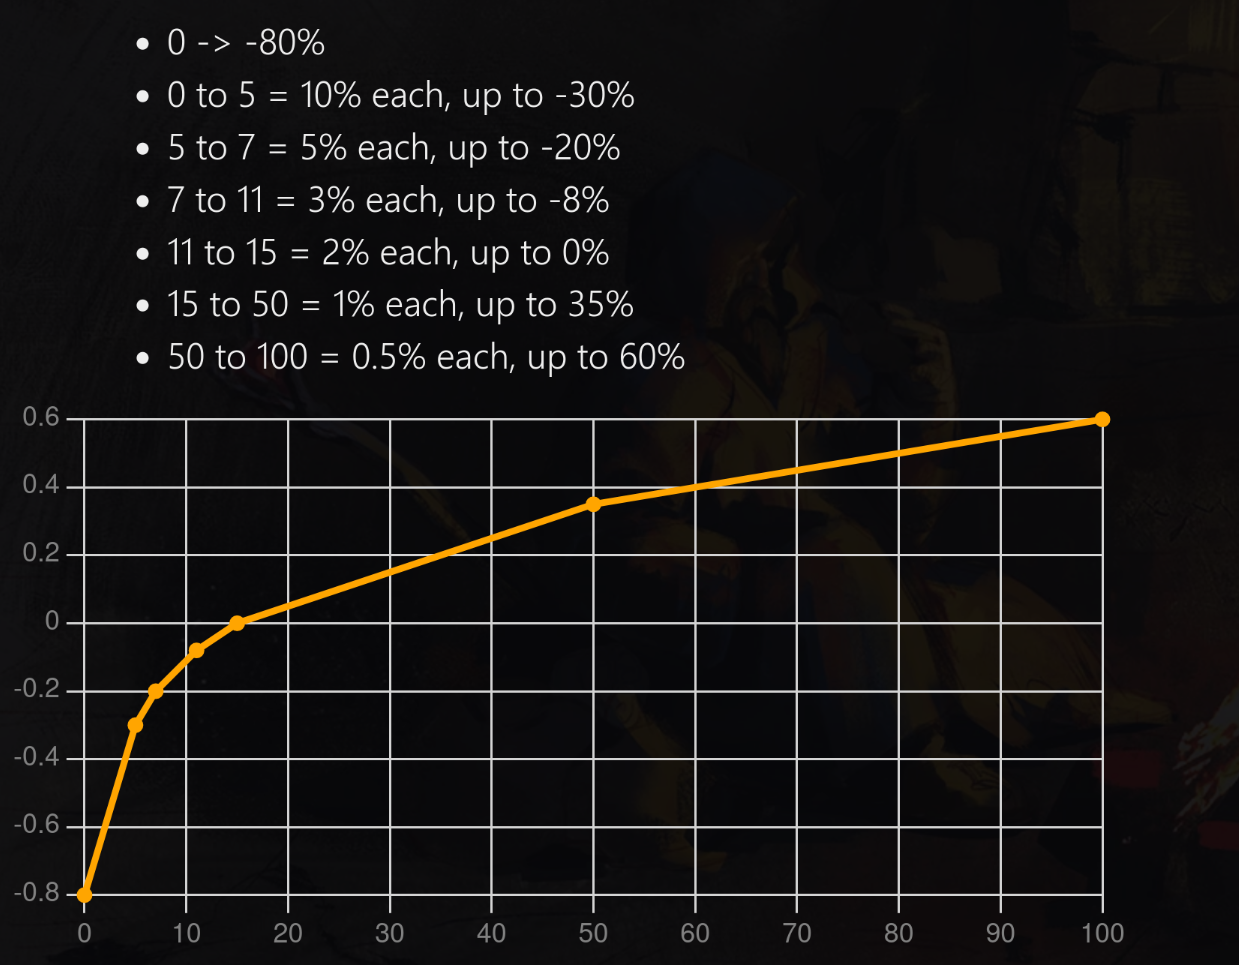 • 0 -> -80%
• 0 to 5 = 10% each, up to -30%
• 5 to 7 = 5% each, up to -20%
• 7 to 11 = 3% each, up to -8%
• 11 to 15 = 2% each, up to 0%
• 15 to 50 = 1% each, up to 35%
• 50 to 100 = 0.5% each, up to 60%
0.6
0.4
0.2
0
-0.2
-0.4
-0.6
-0.8
0 10 20 30 40 50 60 70 80 90 100